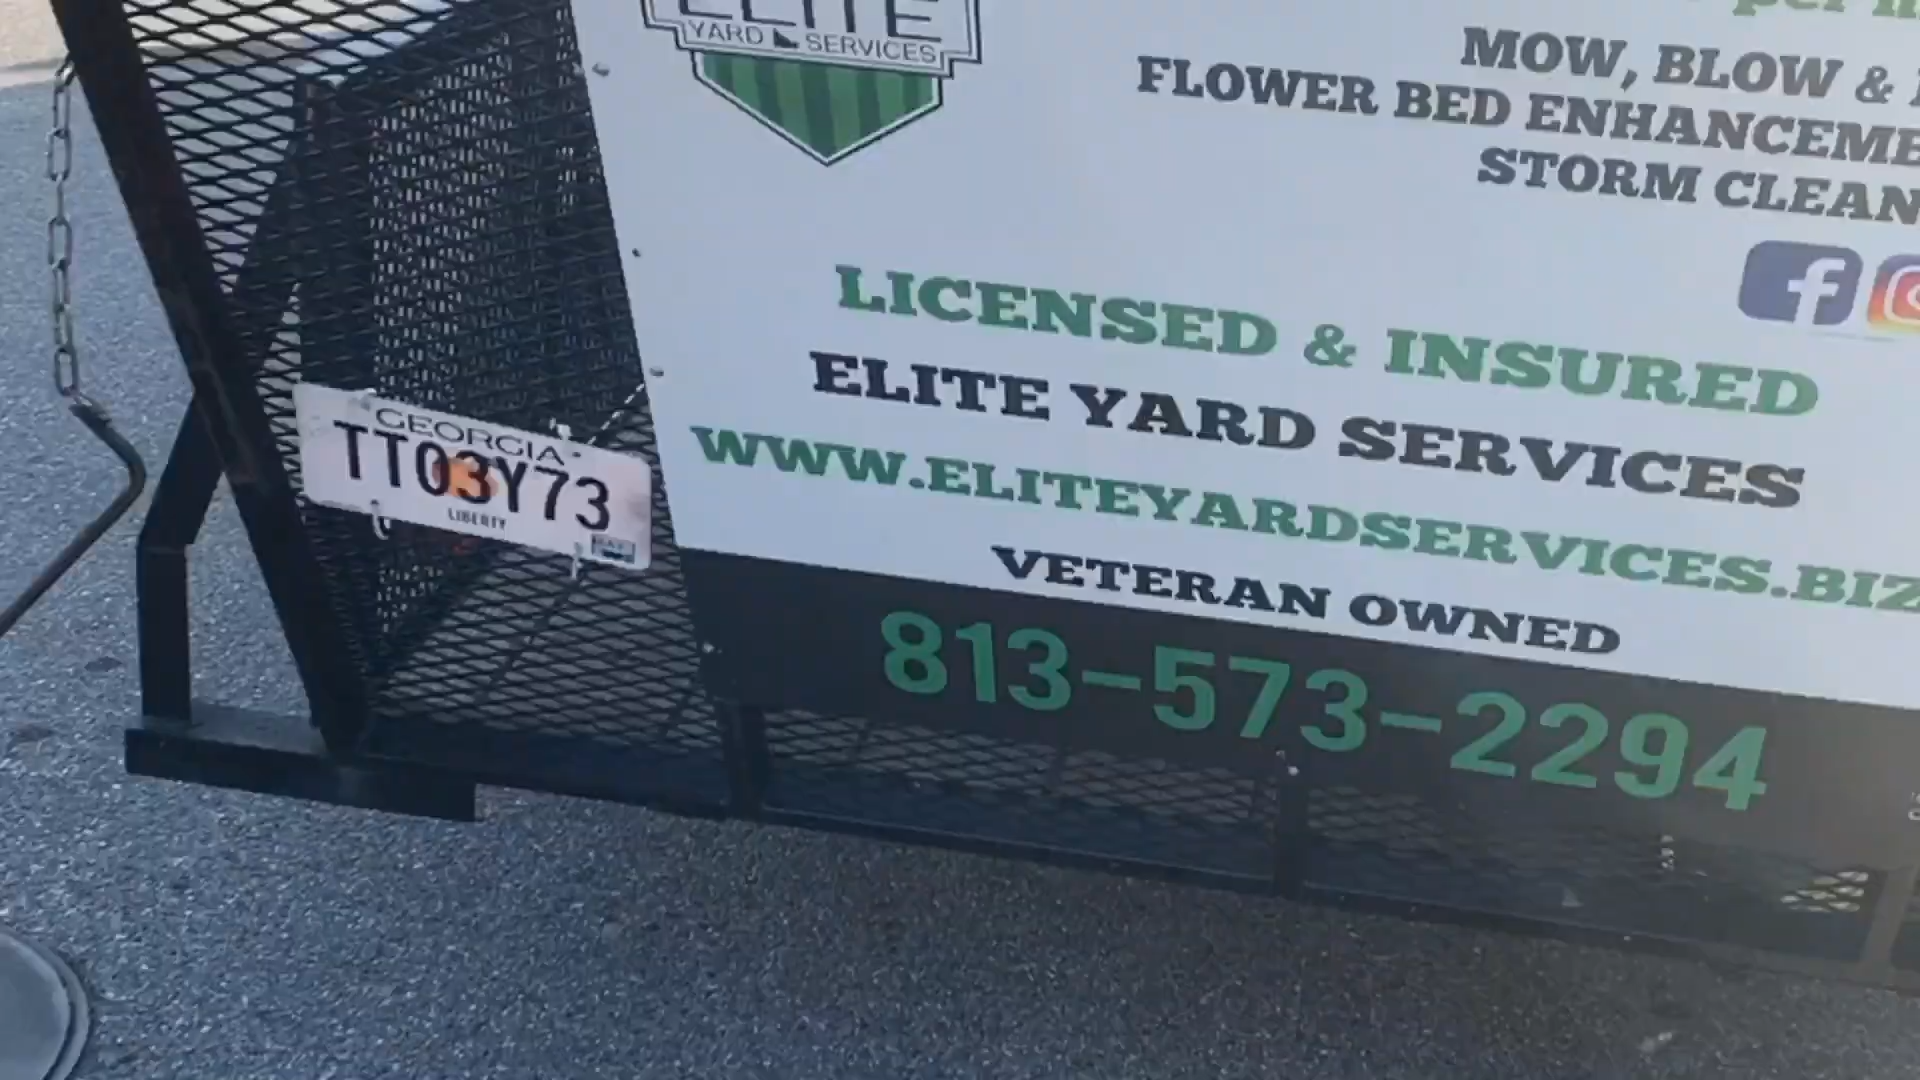 ELITE
YARD SERVICES
MOW, BLOW &
FLOWER BED ENHANCEME
STORM CLEAN
LICENSED & INSURED
ELITE YARD SERVICES
WWW.ELITEYARDSERVICES.BIZ
VETERAN OWNED
813-573-2294
GEORGIA
TT03Y73
LIBERTY